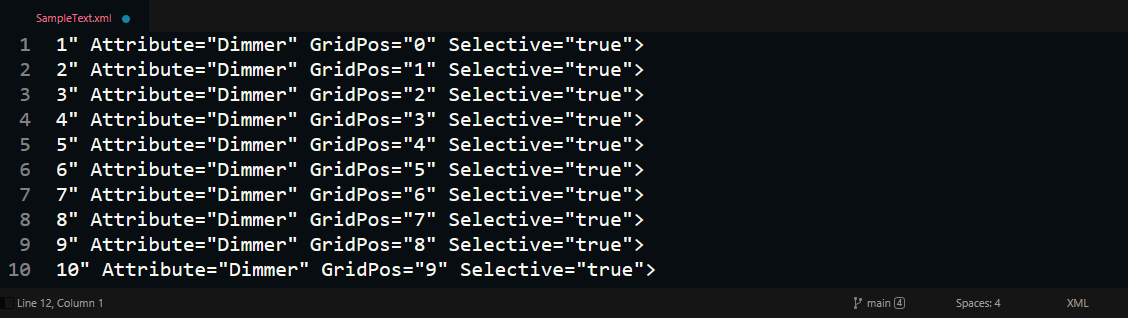 SampleText.xml
1 1" Attribute="Dimmer" GridPos="0" Selective="true">
2 2" Attribute="Dimmer" GridPos="1" Selective="true">
3 3" Attribute="Dimmer" GridPos="2" Selective="true">
4 4" Attribute="Dimmer" GridPos="3" Selective="true">
5 5" Attribute="Dimmer" GridPos="4" Selective="true">
6 6" Attribute="Dimmer" GridPos="5" Selective="true">
7 7" Attribute="Dimmer" GridPos="6" Selective="true">
8 8" Attribute="Dimmer" GridPos="7" Selective="true">
9 9" Attribute="Dimmer" GridPos="8" Selective="true">
10 10" Attribute="Dimmer" GridPos="9" Selective="true">
Line 12, Column 1 main 4 Spaces: 4 XML